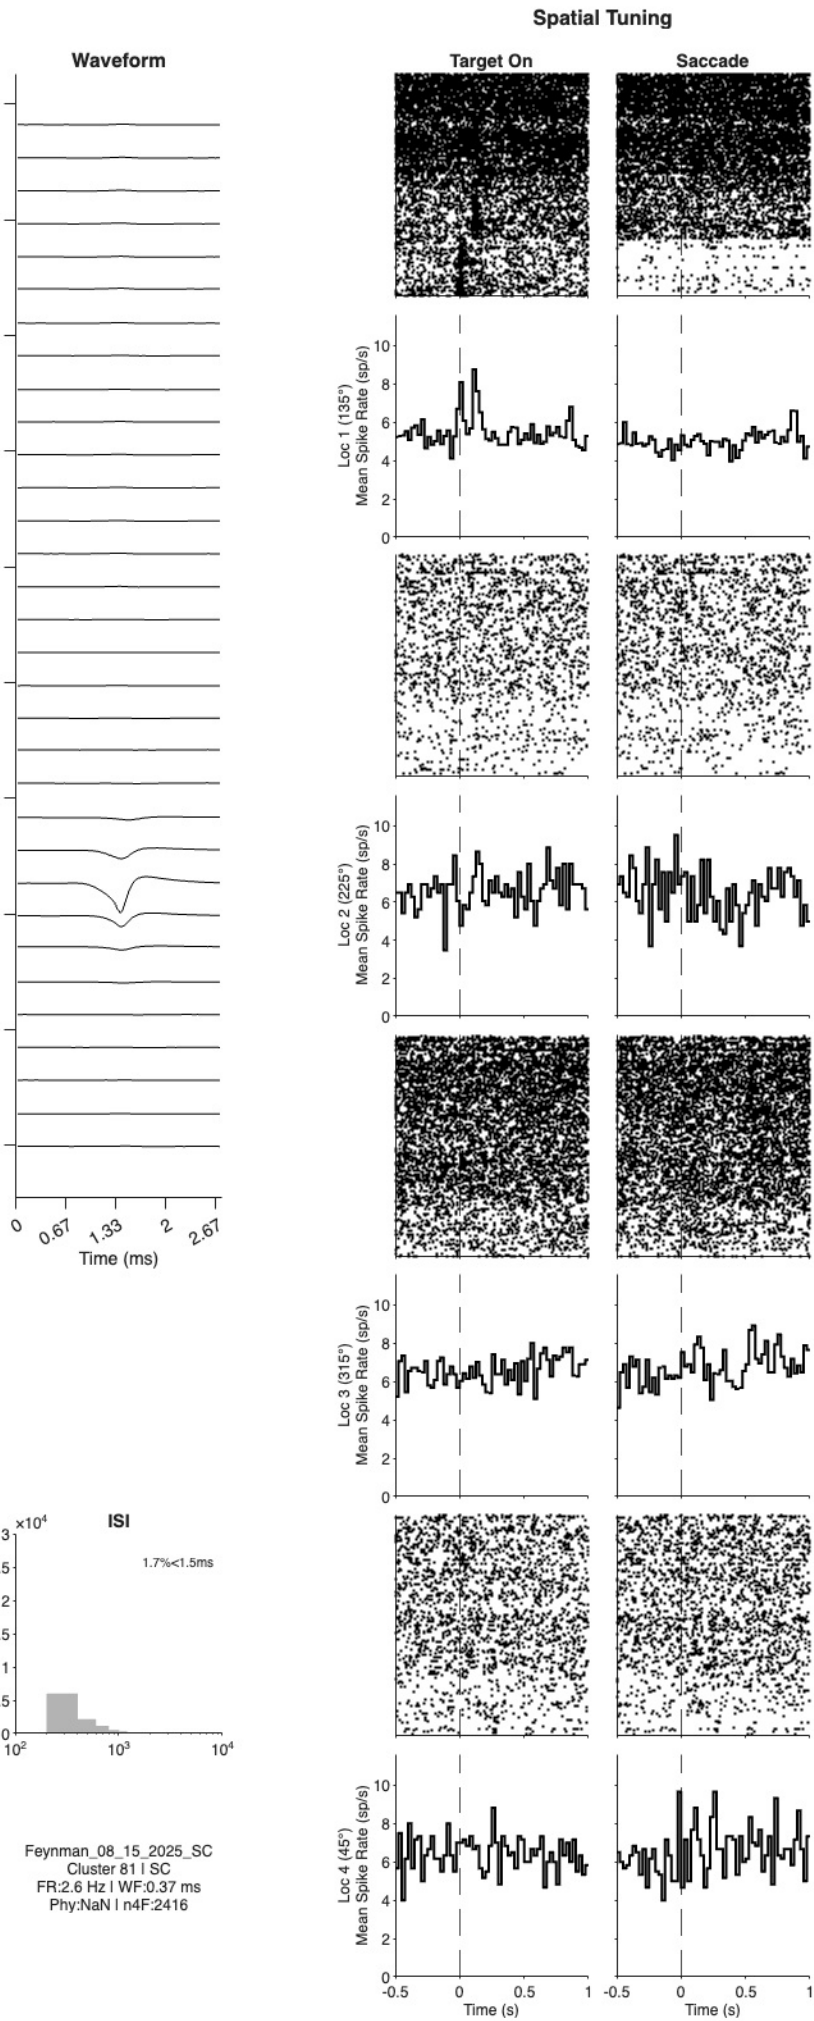 Spatial Tuning
Waveform
Target On
Saccade
10
8
6
4
2
0
Loc 1 (135°)
Mean Spike Rate (sp/s)
10
8
6
4
2
0
Loc 2 (225°)
Mean Spike Rate (sp/s)
0 0.67 1.33 2 2.67
Time (ms)
10
8
6
4
2
0
Loc 3 (315°)
Mean Spike Rate (sp/s)
×10⁴
ISI
3
1.7%<1.5ms
.5
2
.5
1
.5
0
10² 10³ 10⁴
10
8
6
4
2
0
Loc 4 (45°)
Mean Spike Rate (sp/s)
Feynman_08_15_2025_SC
Cluster 81 | SC
FR:2.6 Hz | WF:0.37 ms
Phy:NaN | n4F:2416
-0.5 0 0.5 1
Time (s)
-0.5 0 0.5 1
Time (s)